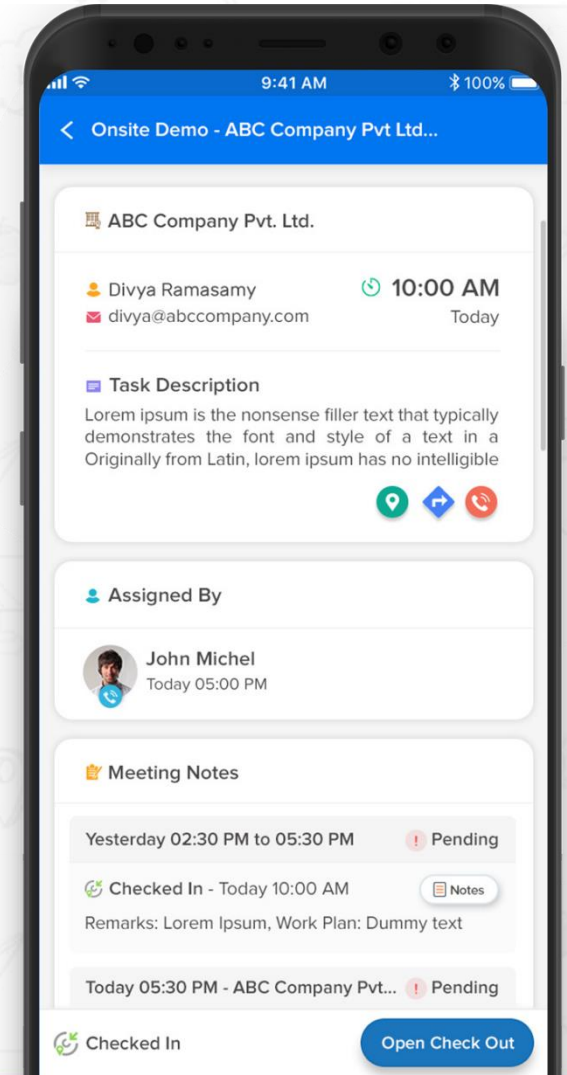 9:41 AM 100%
Onsite Demo - ABC Company Pvt Ltd...
ABC Company Pvt. Ltd.
Divya Ramasamy 10:00 AM
divya@abccompany.com Today
Task Description
Lorem ipsum is the nonsense filler text that typically
demonstrates the font and style of a text in a
Originally from Latin, lorem ipsum has no intelligible
Assigned By
John Michel
Today 05:00 PM
Meeting Notes
Yesterday 02:30 PM to 05:30 PM ! Pending
Checked In - Today 10:00 AM Notes
Remarks: Lorem Ipsum, Work Plan: Dummy text
Today 05:30 PM - ABC Company Pvt... ! Pending
Checked In Open Check Out